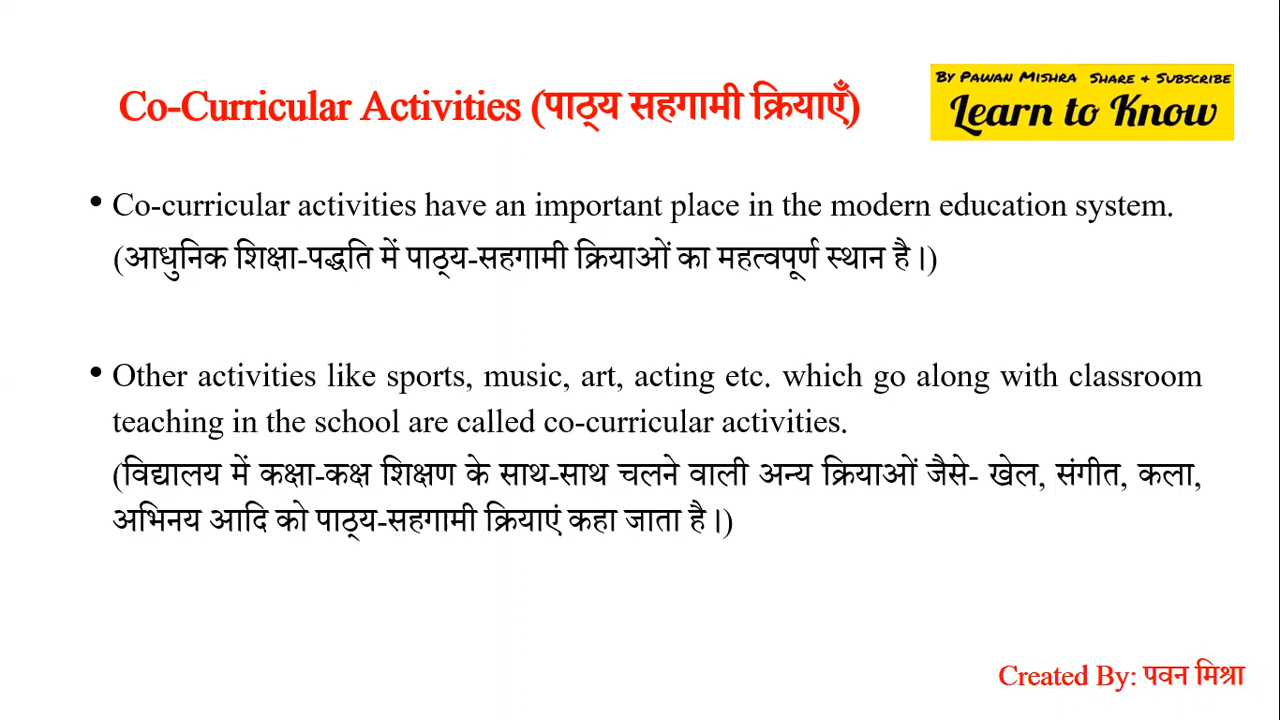 By Pawan Mishra Share & Subscribe
Learn to Know
Co-Curricular Activities (पाठ्य सहगामी क्रियाएँ)
• Co-curricular activities have an important place in the modern education system.
(आधुनिक शिक्षा-पद्धति में पाठ्य-सहगामी क्रियाओं का महत्वपूर्ण स्थान है।)
• Other activities like sports, music, art, acting etc. which go along with classroom
teaching in the school are called co-curricular activities.
(विद्यालय में कक्षा-कक्ष शिक्षण के साथ-साथ चलने वाली अन्य क्रियाओं जैसे- खेल, संगीत, कला,
अभिनय आदि को पाठ्य-सहगामी क्रियाएं कहा जाता है।)
Created By: पवन मिश्रा